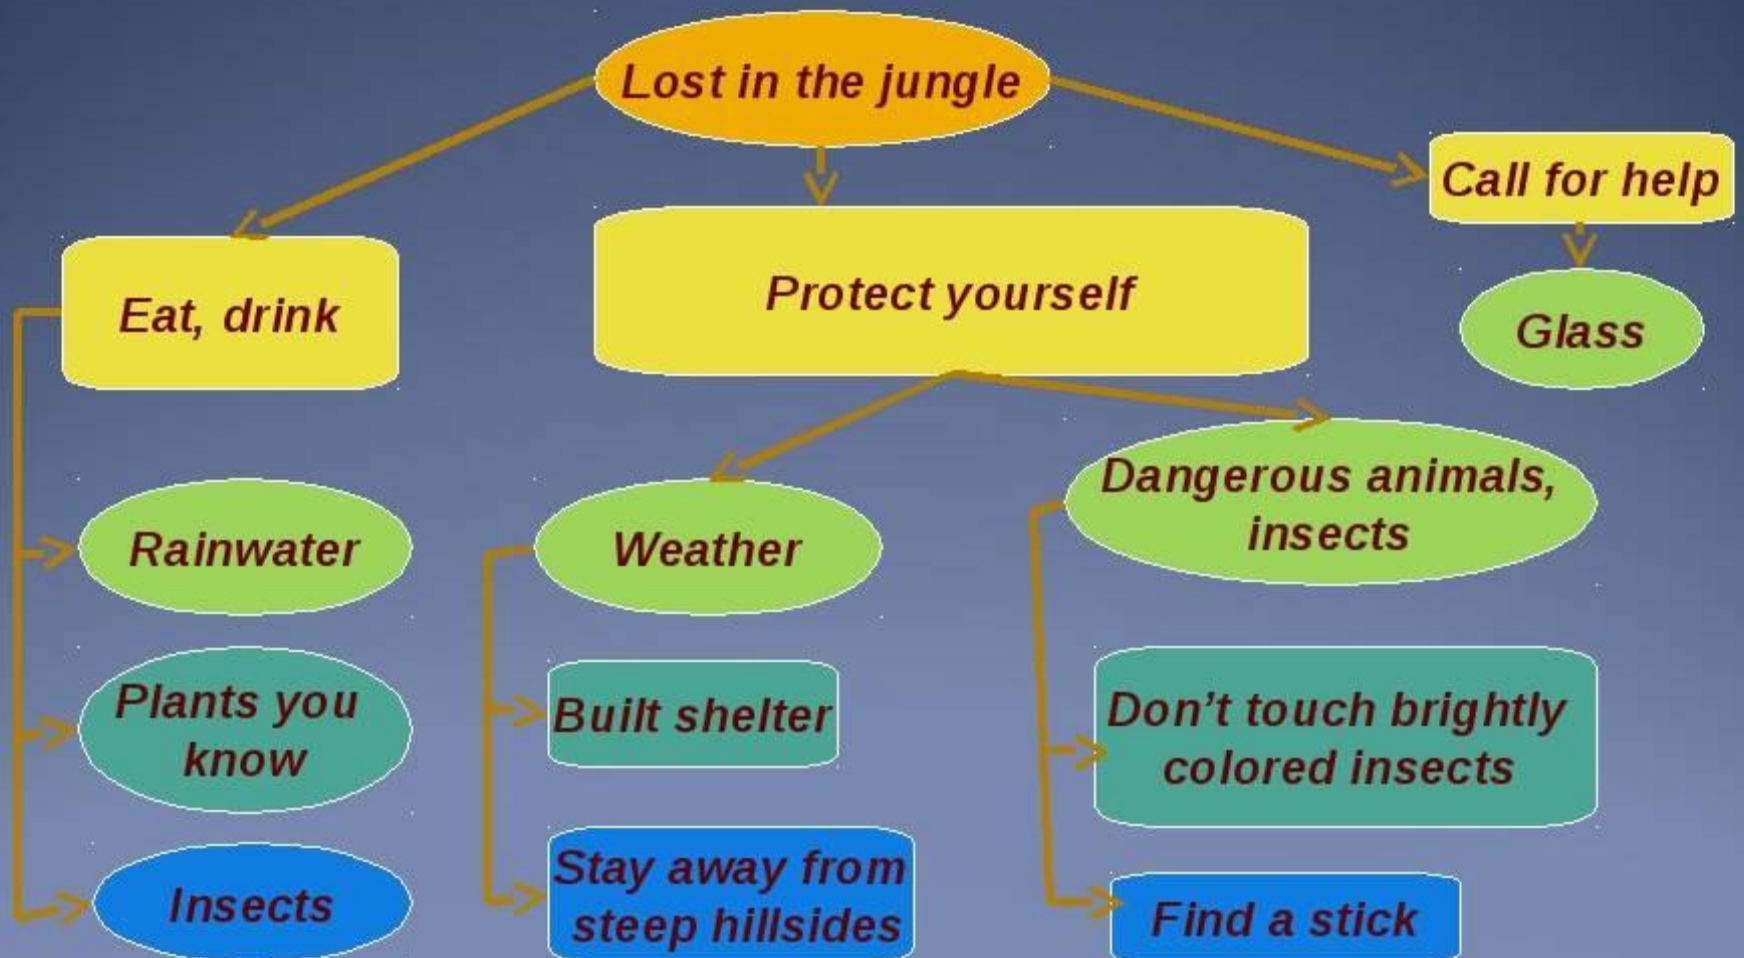 Lost in the jungle
Call for help
Eat, drink
Protect yourself
Glass
Rainwater
Weather
Dangerous animals,
insects
Plants you
know
Built shelter
Don't touch brightly
colored insects
Insects
Stay away from
steep hillsides
Find a stick